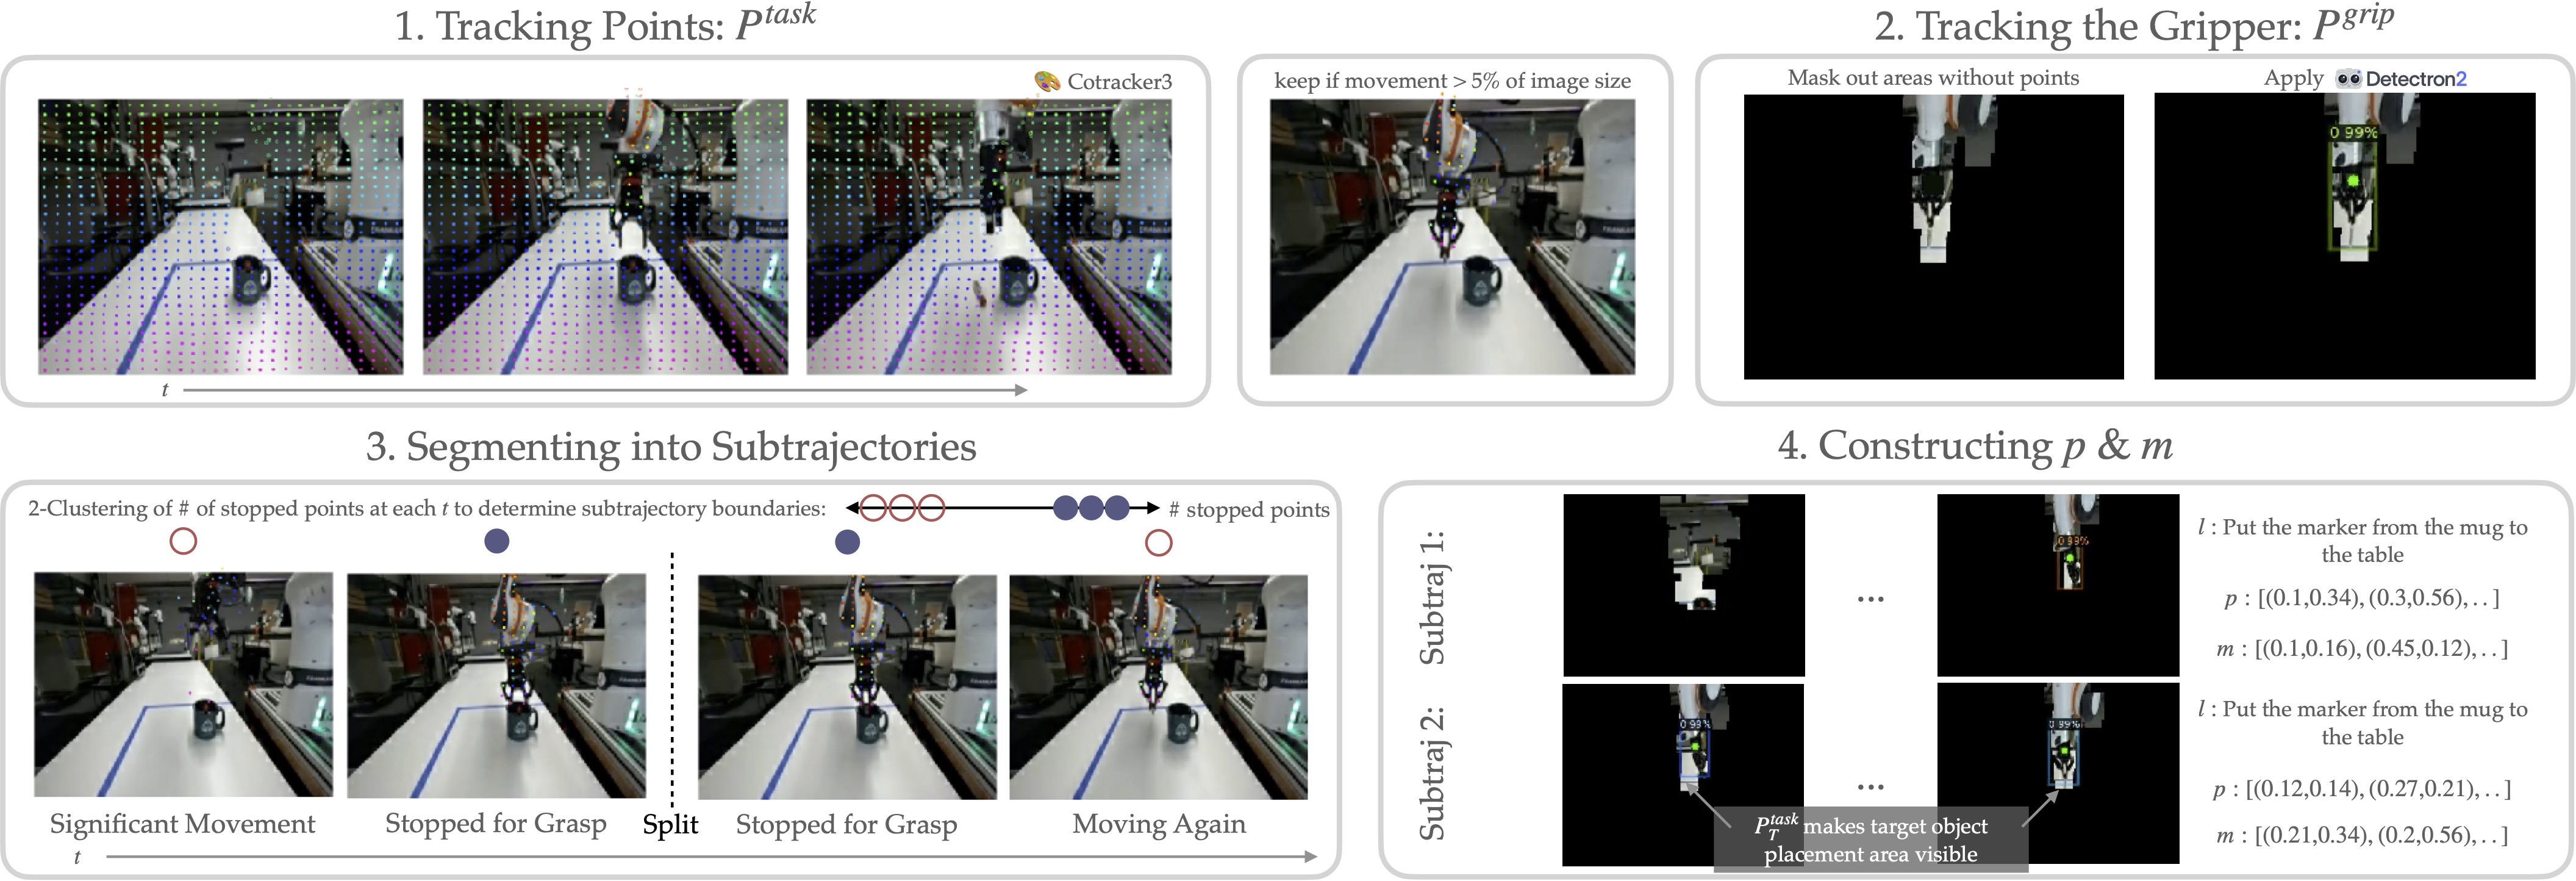 1. Tracking Points: P^task
Cotracker3
t
keep if movement > 5% of image size
2. Tracking the Gripper: P^grip
Mask out areas without points
Apply Detectron2
0 99%
3. Segmenting into Subtrajectories
2-Clustering of # of stopped points at each t to determine subtrajectory boundaries:
# stopped points
Significant Movement
Stopped for Grasp
Split
Stopped for Grasp
Moving Again
t
4. Constructing p & m
Subtraj 1:
...
0 99%
l : Put the marker from the mug to
the table
p : [(0.1,0.34), (0.3,0.56), . . ]
m : [(0.1,0.16), (0.45,0.12), . . ]
Subtraj 2:
0 99%
...
0 99%
P_T^task makes target object
placement area visible
l : Put the marker from the mug to
the table
p : [(0.12,0.14), (0.27,0.21), . . ]
m : [(0.21,0.34), (0.2,0.56), . . ]